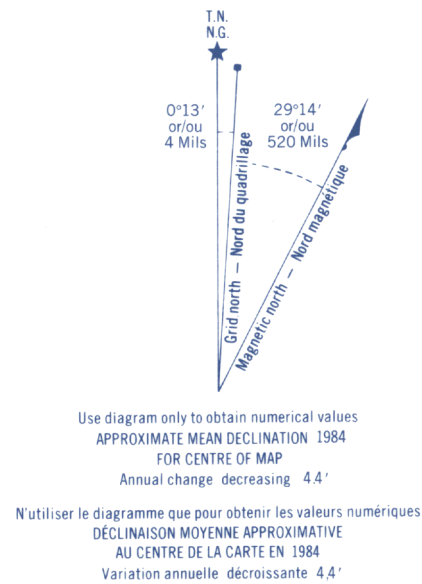 T.N.
N.G.
0°13′
or/ou
4 Mils
29°14′
or/ou
520 Mils
Grid north — Nord du quadrillage
Magnetic north — Nord magnétique
Use diagram only to obtain numerical values
APPROXIMATE MEAN DECLINATION 1984
FOR CENTRE OF MAP
Annual change decreasing 4.4′
N'utiliser le diagramme que pour obtenir les valeurs numériques
DÉCLINAISON MOYENNE APPROXIMATIVE
AU CENTRE DE LA CARTE EN 1984
Variation annuelle décroissante 4,4′